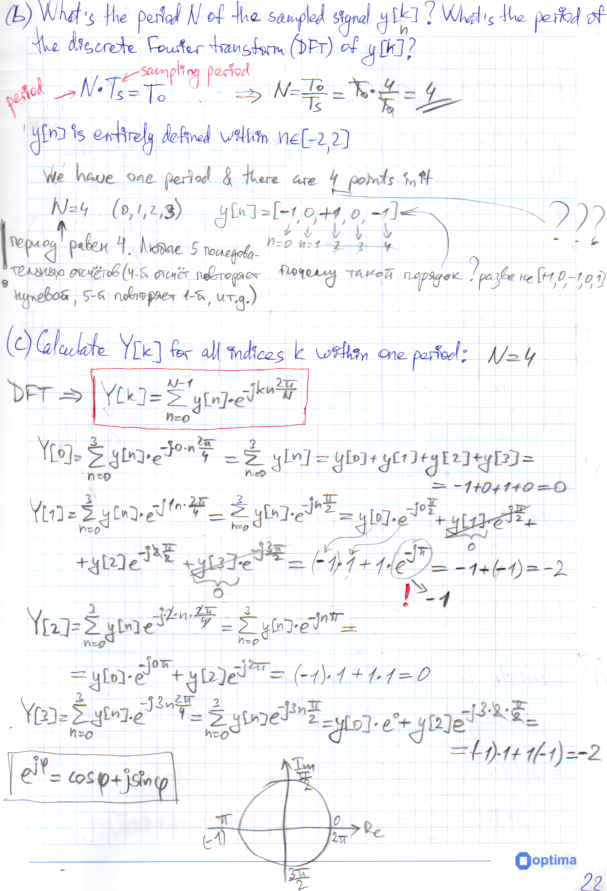 (b) What's the period N of the sampled signal y[k]? What's the period of
n
the discrete Fourier transform (DFT) of y[k]?
period → N·Ts = T0 sampling period ⇒ N = T0/Ts = T0·4/T0 = 4
y[n] is entirely defined within n∈[-2,2]
We have one period & there are 4 points in it
N=4 (0,1,2,3) y[n]=[-1,0,+1,0,-1] ???
n=0 n=1 2 3 4
период равен 4. Любые 5 последова-
тельных отсчётов (4-й отсчёт повторяет
почему такой порядок? разве не [+1,0,-1,0,1]
нулевой, 5-й повторяет 1-й, и т.д.)
(c) Calculate Y[k] for all indices k within one period: N=4
DFT ⇒ Y[k] = Σ_{n=0}^{N-1} y[n]·e^{-jkn 2π/N}
Y[0] = Σ_{n=0}^{3} y[n]·e^{-j0·n 2π/4} = Σ_{n=0}^{3} y[n] = y[0]+y[1]+y[2]+y[3] =
= -1+0+1+0=0
Y[1] = Σ_{n=0}^{3} y[n]·e^{-j1n·2π/4} = Σ_{n=0}^{3} y[n]·e^{-jn π/2} = y[0]·e^{-j0 π/2} + y[1]·e^{-j π/2} +
0
+y[2]e^{-j2 π/2} + y[3]·e^{-j3 π/2} = (-1)·1+1·e^{-jπ} = -1+(-1) = -2
0 ! -1
Y[2] = Σ_{n=0}^{3} y[n]e^{-j·2·n·2π/4} = Σ_{n=0}^{3} y[n]·e^{-jnπ} =
= y[0]·e^{-j0π} + y[2]e^{-j2π} = (-1)·1+1·1=0
Y[3] = Σ_{n=0}^{3} y[n]·e^{-j3n 2π/4} = Σ_{n=0}^{3} y[n]e^{-j3n π/2} = y[0]·e^0 + y[2]e^{-j3·2·π/2} =
= (-1)·1+1(-1) = -2
e^{jφ} = cosφ + j sinφ
Im
π/2
π
(-1)
0
2π
Re
3π/2
optima
22